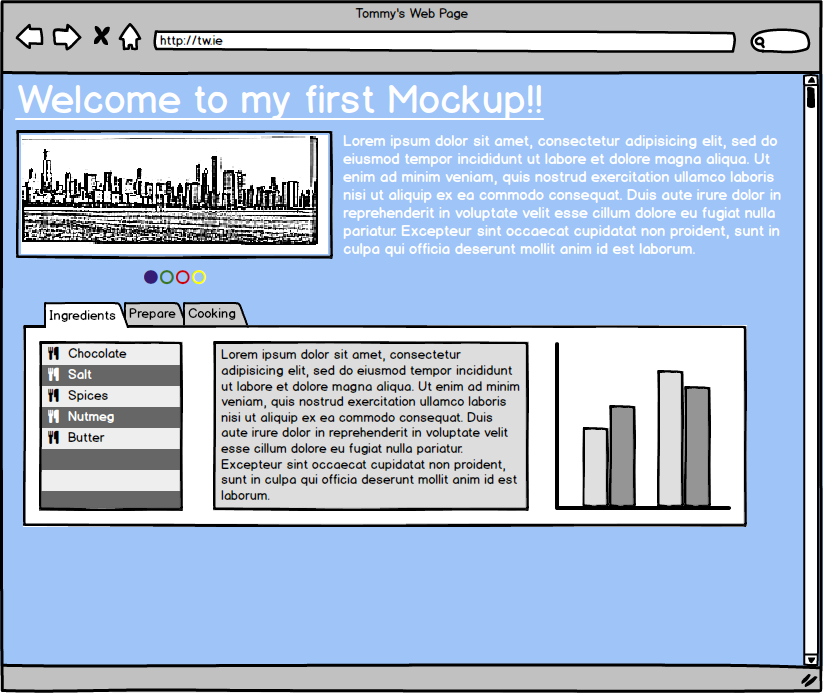 Tommy's Web Page
http://tw.ie
Welcome to my first Mockup!!
Lorem ipsum dolor sit amet, consectetur adipisicing elit, sed do
eiusmod tempor incididunt ut labore et dolore magna aliqua. Ut
enim ad minim veniam, quis nostrud exercitation ullamco laboris
nisi ut aliquip ex ea commodo consequat. Duis aute irure dolor in
reprehenderit in voluptate velit esse cillum dolore eu fugiat nulla
pariatur. Excepteur sint occaecat cupidatat non proident, sunt in
culpa qui officia deserunt mollit anim id est laborum.
Ingredients
Prepare
Cooking
Chocolate
Salt
Spices
Nutmeg
Butter
Lorem ipsum dolor sit amet, consectetur
adipisicing elit, sed do eiusmod tempor incididunt
ut labore et dolore magna aliqua. Ut enim ad minim
veniam, quis nostrud exercitation ullamco laboris
nisi ut aliquip ex ea commodo consequat. Duis
aute irure dolor in reprehenderit in voluptate velit
esse cillum dolore eu fugiat nulla pariatur.
Excepteur sint occaecat cupidatat non proident,
sunt in culpa qui officia deserunt mollit anim id est
laborum.